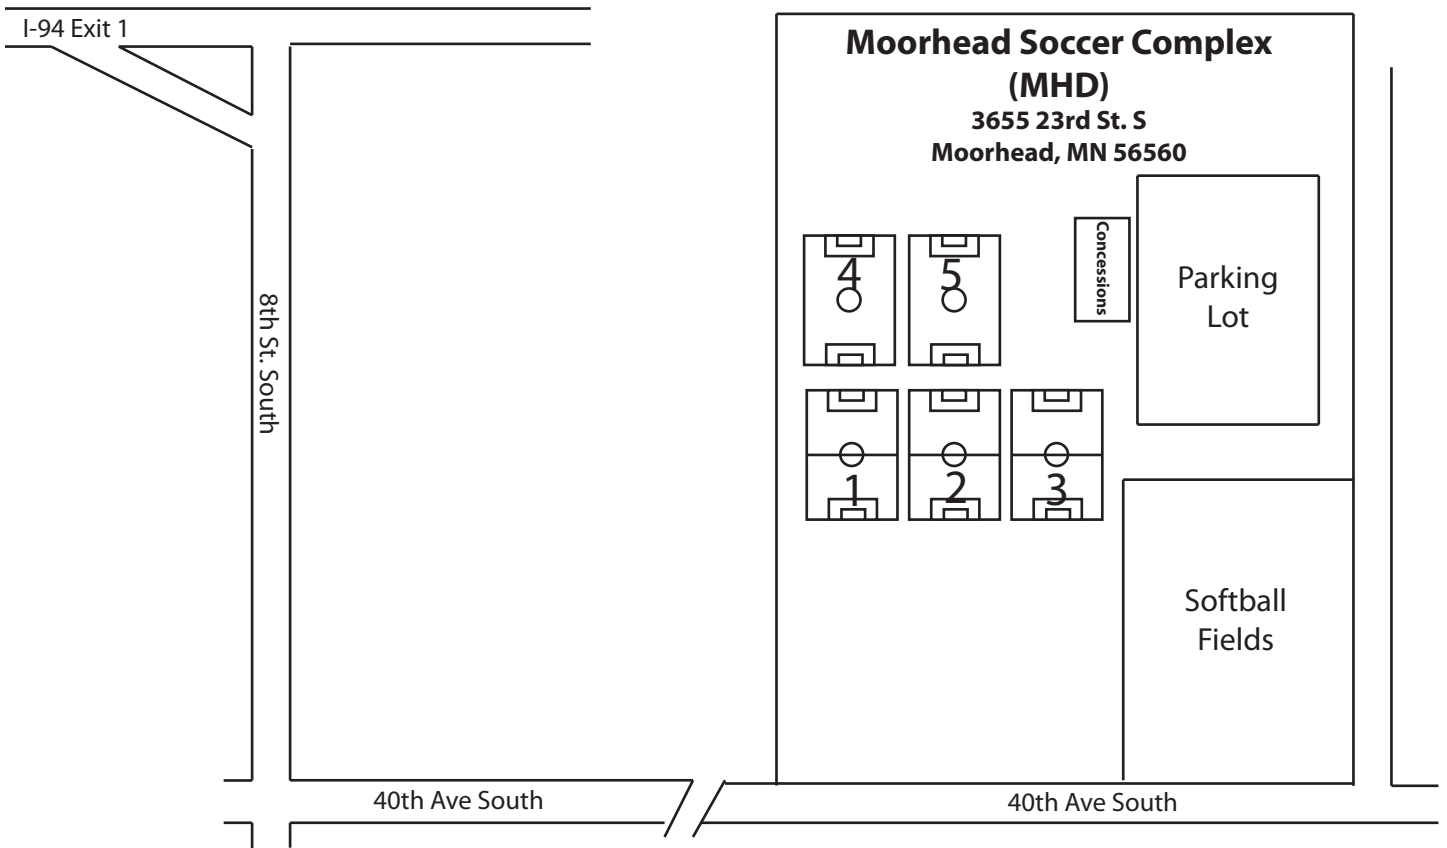 I-94 Exit 1
Moorhead Soccer Complex
(MHD)
3655 23rd St. S
Moorhead, MN 56560
4
5
Concessions
Parking
Lot
8th St. South
1
2
3
Softball
Fields
40th Ave South
40th Ave South